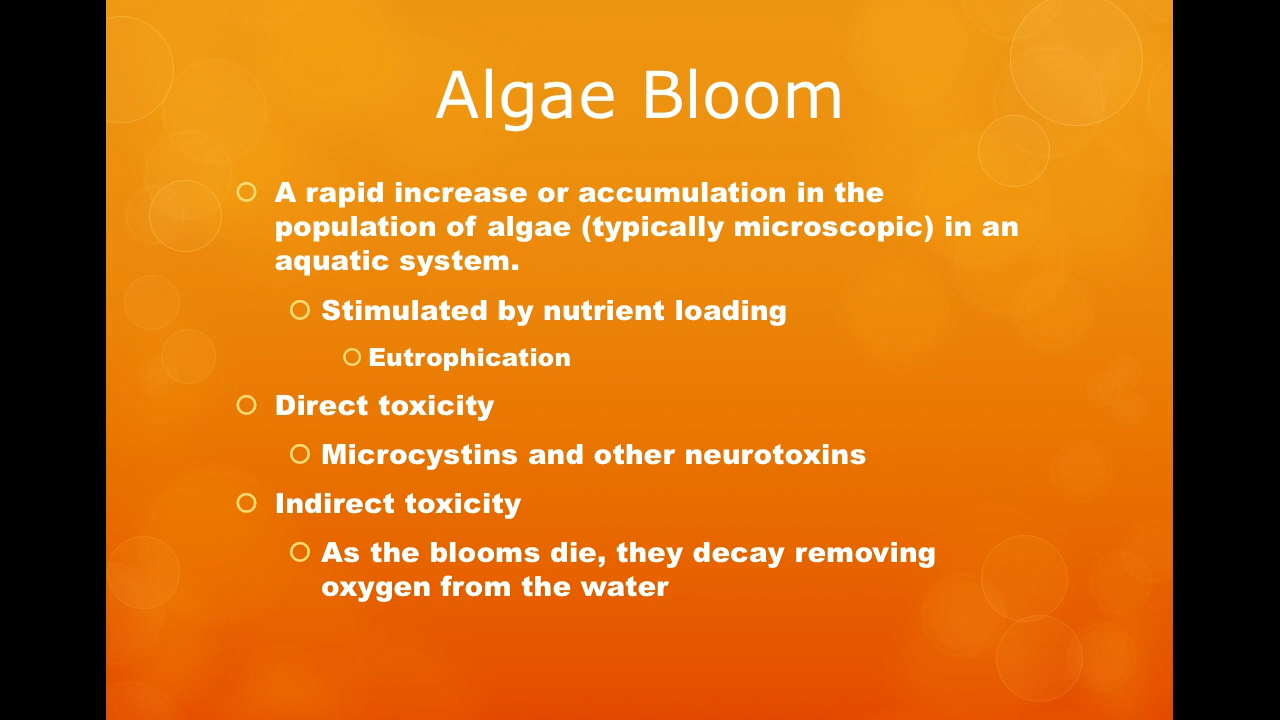 Algae Bloom
A rapid increase or accumulation in the
population of algae (typically microscopic) in an
aquatic system.
Stimulated by nutrient loading
Eutrophication
Direct toxicity
Microcystins and other neurotoxins
Indirect toxicity
As the blooms die, they decay removing
oxygen from the water